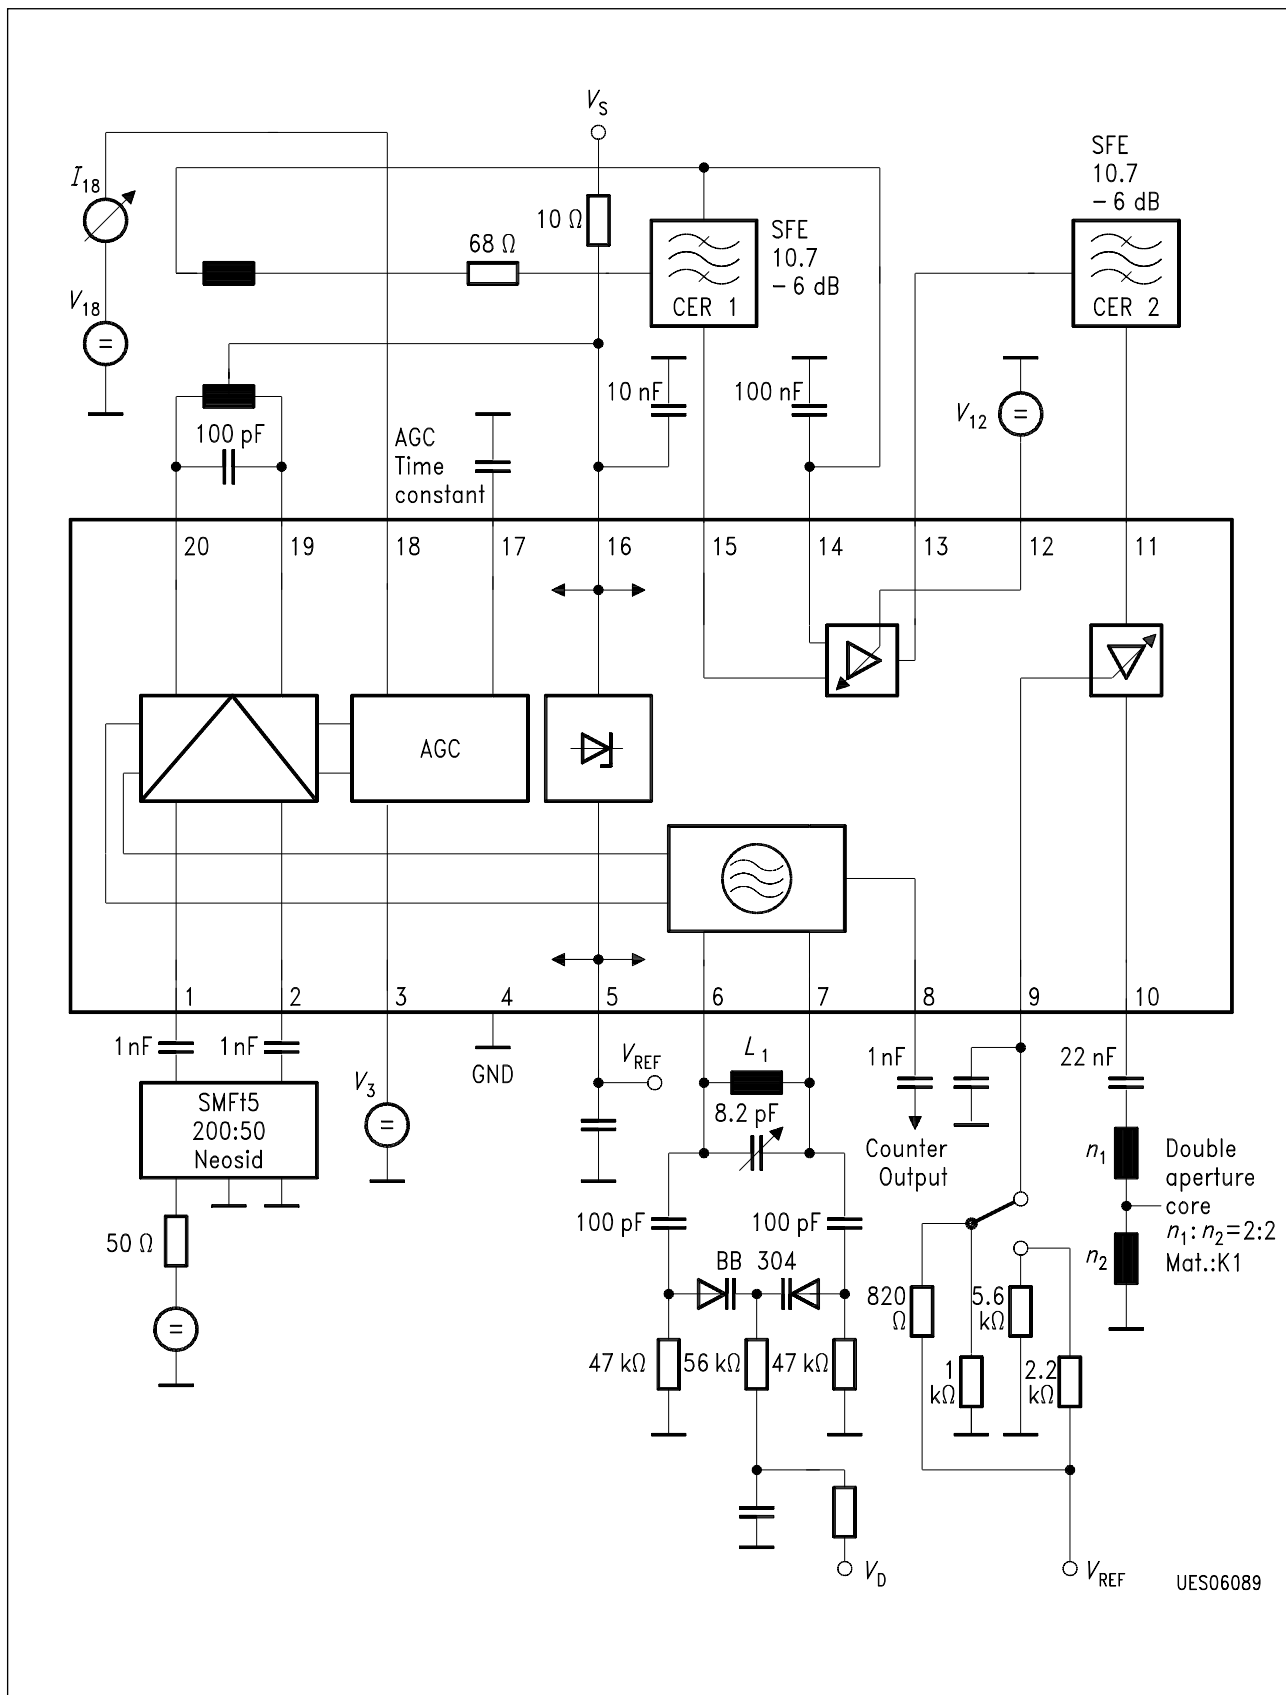 V_S
SFE
10.7
– 6 dB
I_18
10 Ω
68 Ω
SFE
10.7
– 6 dB
V_18
=
CER 1
CER 2
10 nF
100 nF
V_12
=
100 pF
AGC
Time
constant
20 19 18 17 16 15 14 13 12 11
AGC
1 2 3 4 5 6 7 8 9 10
1 nF
1 nF
GND
V_REF
L_1
1 nF
22 nF
SMFt5
200:50
Neosid
V_3
=
8.2 pF
Counter
Output
n_1
Double
aperture
core
n_1: n_2=2:2
Mat.:K1
n_2
50 Ω
=
100 pF
100 pF
BB 304
820
Ω
5.6
kΩ
47 kΩ
56 kΩ
47 kΩ
1
kΩ
2.2
kΩ
V_D
V_REF
UES06089